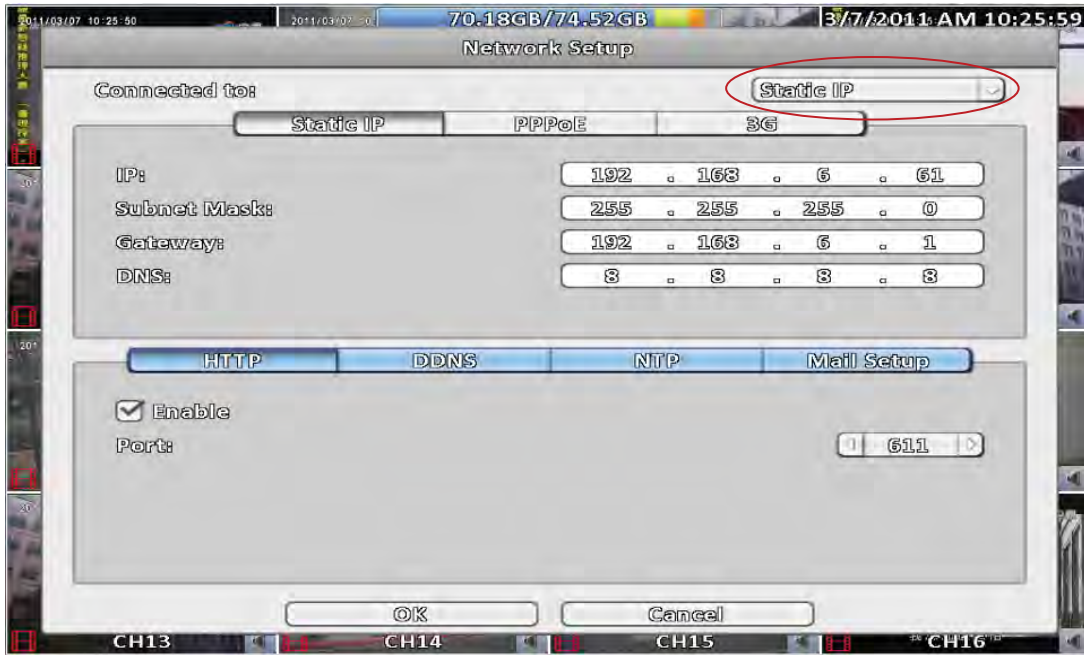 2011/03/07 10:25:50
2011/03/07
70.18GB/74.52GB
3/7/2011 AM 10:25:59
Network Setup
Connected to:
Static IP
Static IP PPPoE 3G
IP: 192 . 168 . 6 . 61
Subnet Mask: 255 . 255 . 255 . 0
Gateway: 192 . 168 . 6 . 1
DNS: 8 . 8 . 8 . 8
HTTP DDNS NTP Mail Setup
Enable
Port: 611
OK Cancel
CH13 CH14 CH15 CH16